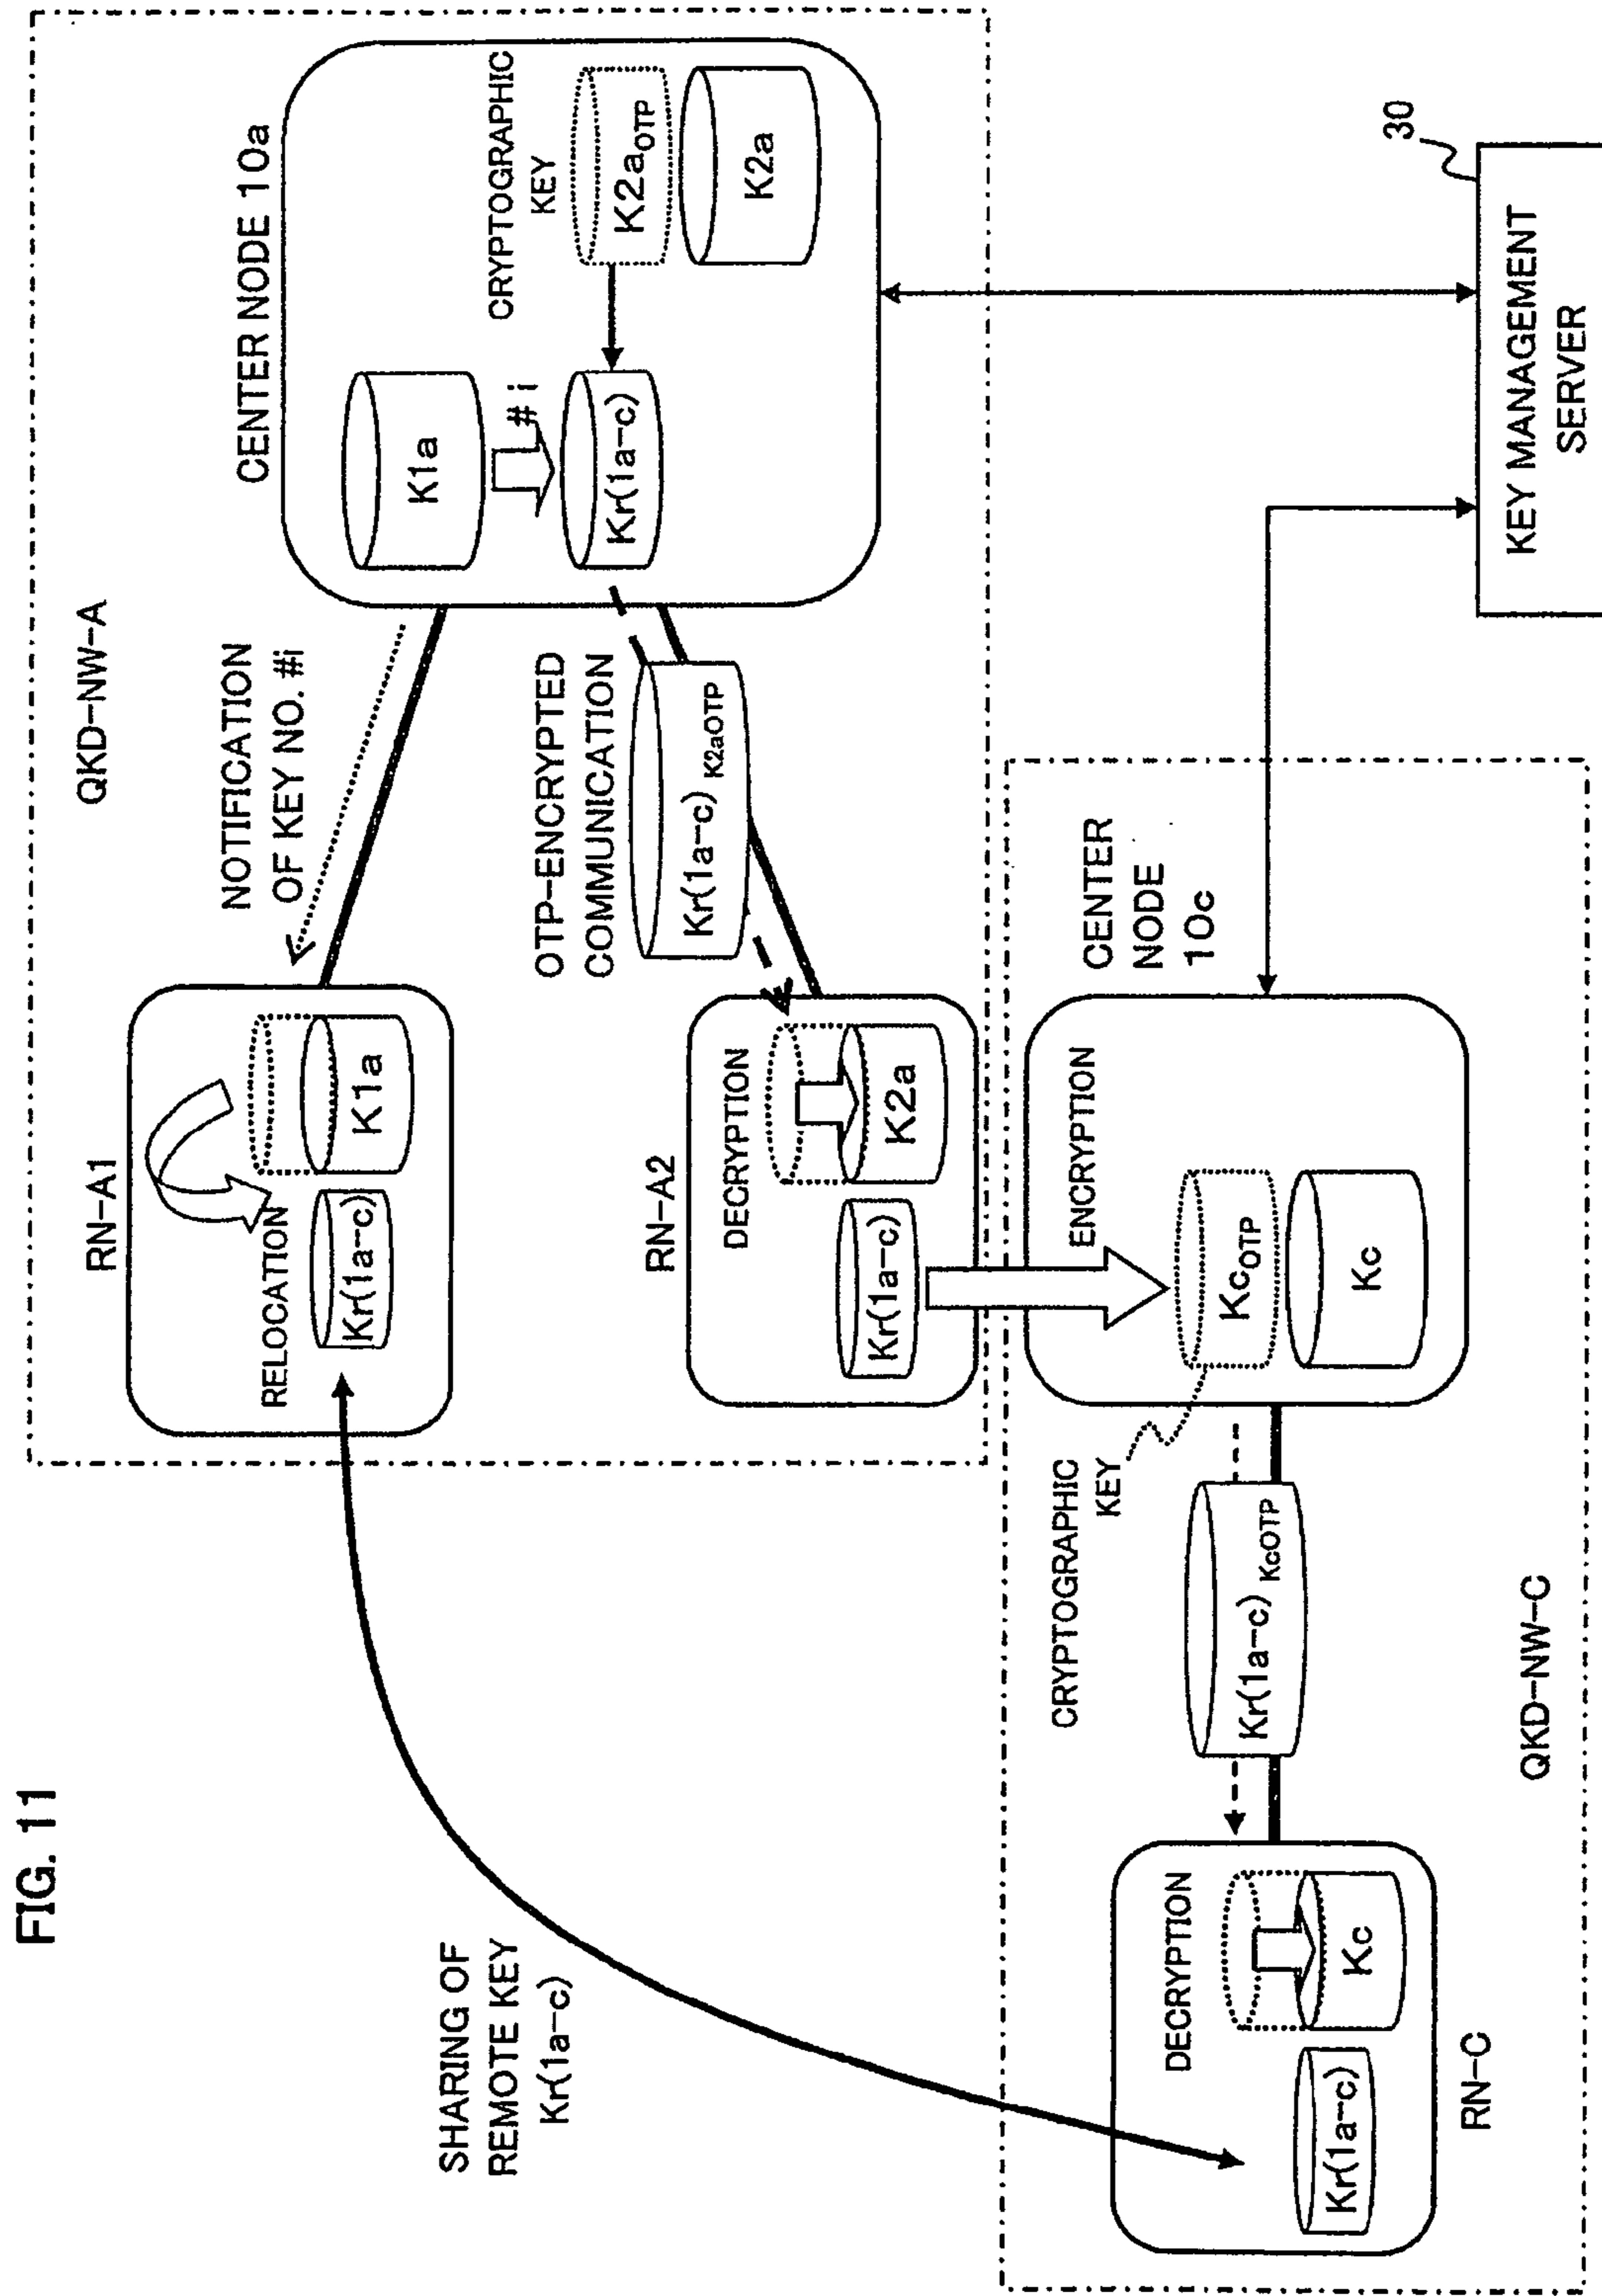 FIG. 11
QKD-NW-A
CENTER NODE 10a
K1a
# i
Kr(1a-c)
CRYPTOGRAPHIC
KEY
K2aOTP
K2a
NOTIFICATION
OF KEY NO. #i
OTP-ENCRYPTED
COMMUNICATION
Kr(1a-c) K2aOTP
RN-A1
RELOCATION
K1a
Kr(1a-c)
RN-A2
DECRYPTION
K2a
Kr(1a-c)
SHARING OF
REMOTE KEY
Kr(1a-c)
CENTER
NODE
10c
ENCRYPTION
KcOTP
Kc
CRYPTOGRAPHIC
KEY
Kr(1a-c) KcOTP
QKD-NW-C
DECRYPTION
Kc
Kr(1a-c)
RN-C
30
KEY MANAGEMENT
SERVER